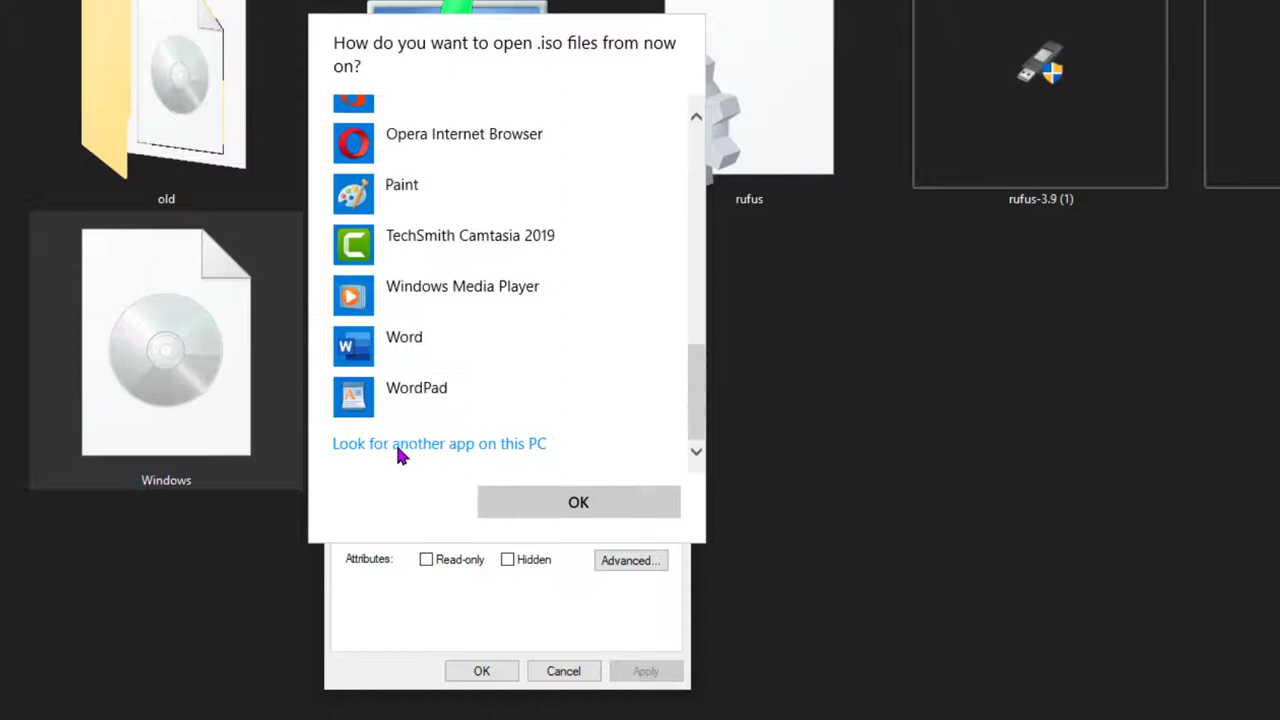 How do you want to open .iso files from now
on?
Opera Internet Browser
Paint
TechSmith Camtasia 2019
Windows Media Player
Word
WordPad
Look for another app on this PC
OK
old
rufus
rufus-3.9 (1)
Windows
Attributes:
Read-only
Hidden
Advanced...
OK
Cancel
Apply